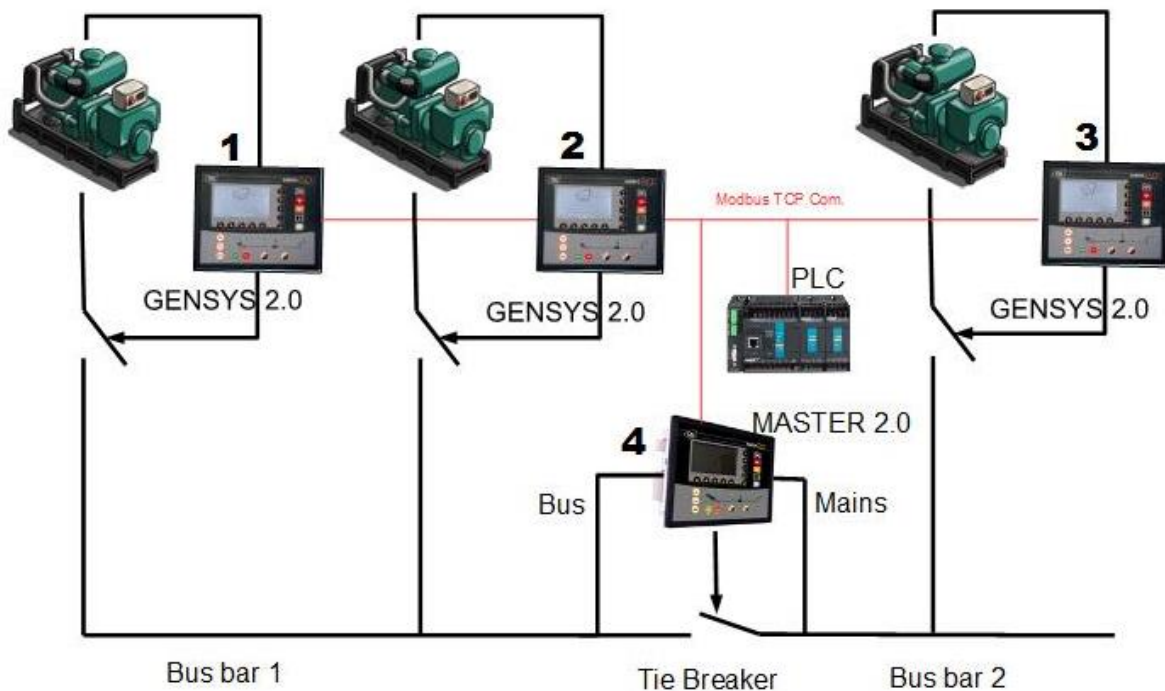 1
2
3
Modbus TCP Com.
GENSYS 2.0
GENSYS 2.0
PLC
GENSYS 2.0
4
MASTER 2.0
Bus
Mains
Bus bar 1
Tie Breaker
Bus bar 2